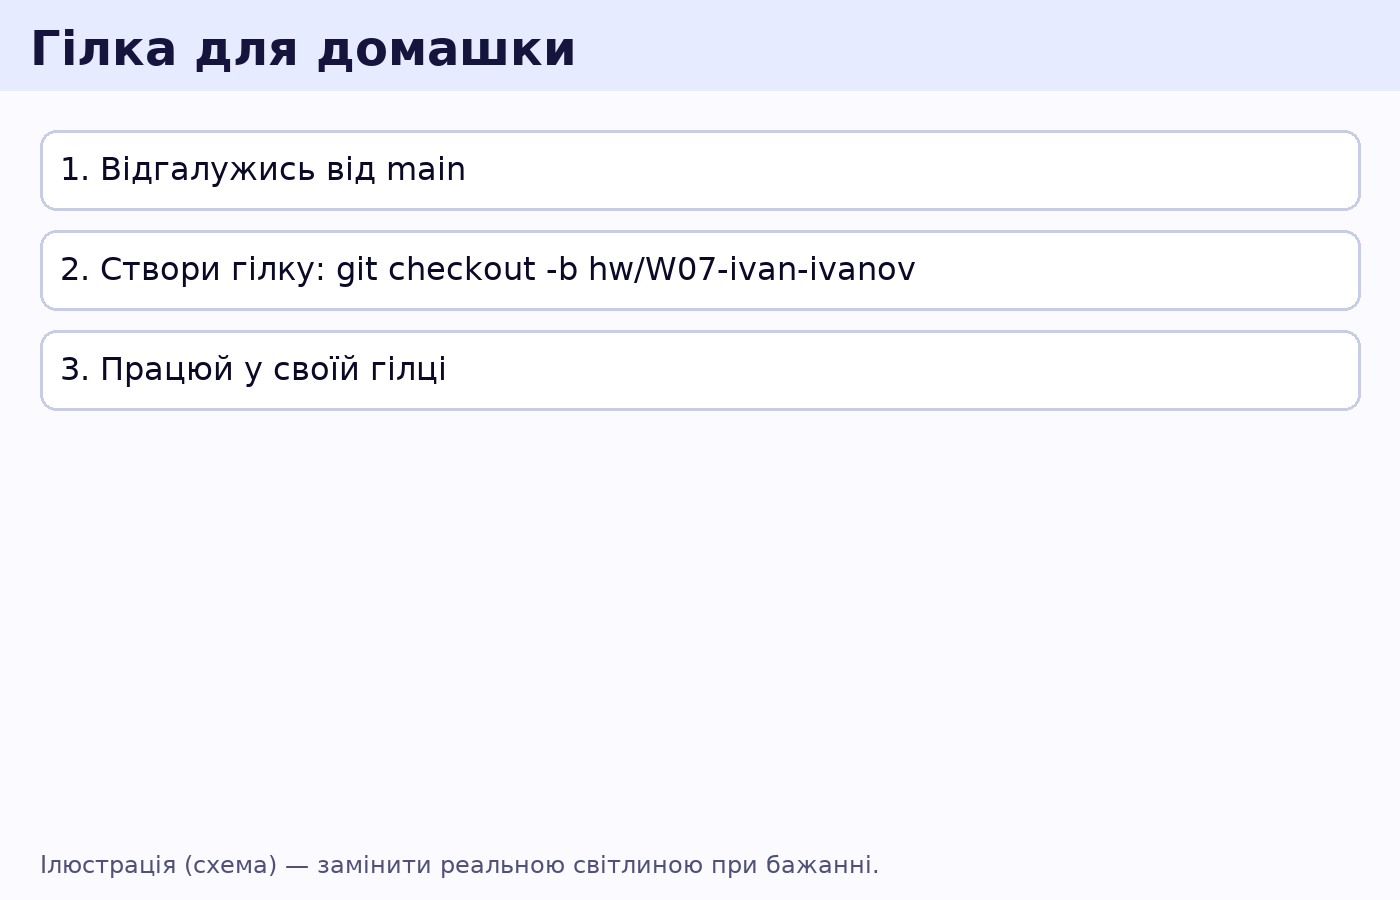 Гілка для домашки
1. Відгалужись від main
2. Створи гілку: git checkout -b hw/W07-ivan-ivanov
3. Працюй у своїй гілці
Ілюстрація (схема) — замінити реальною світлиною при бажанні.